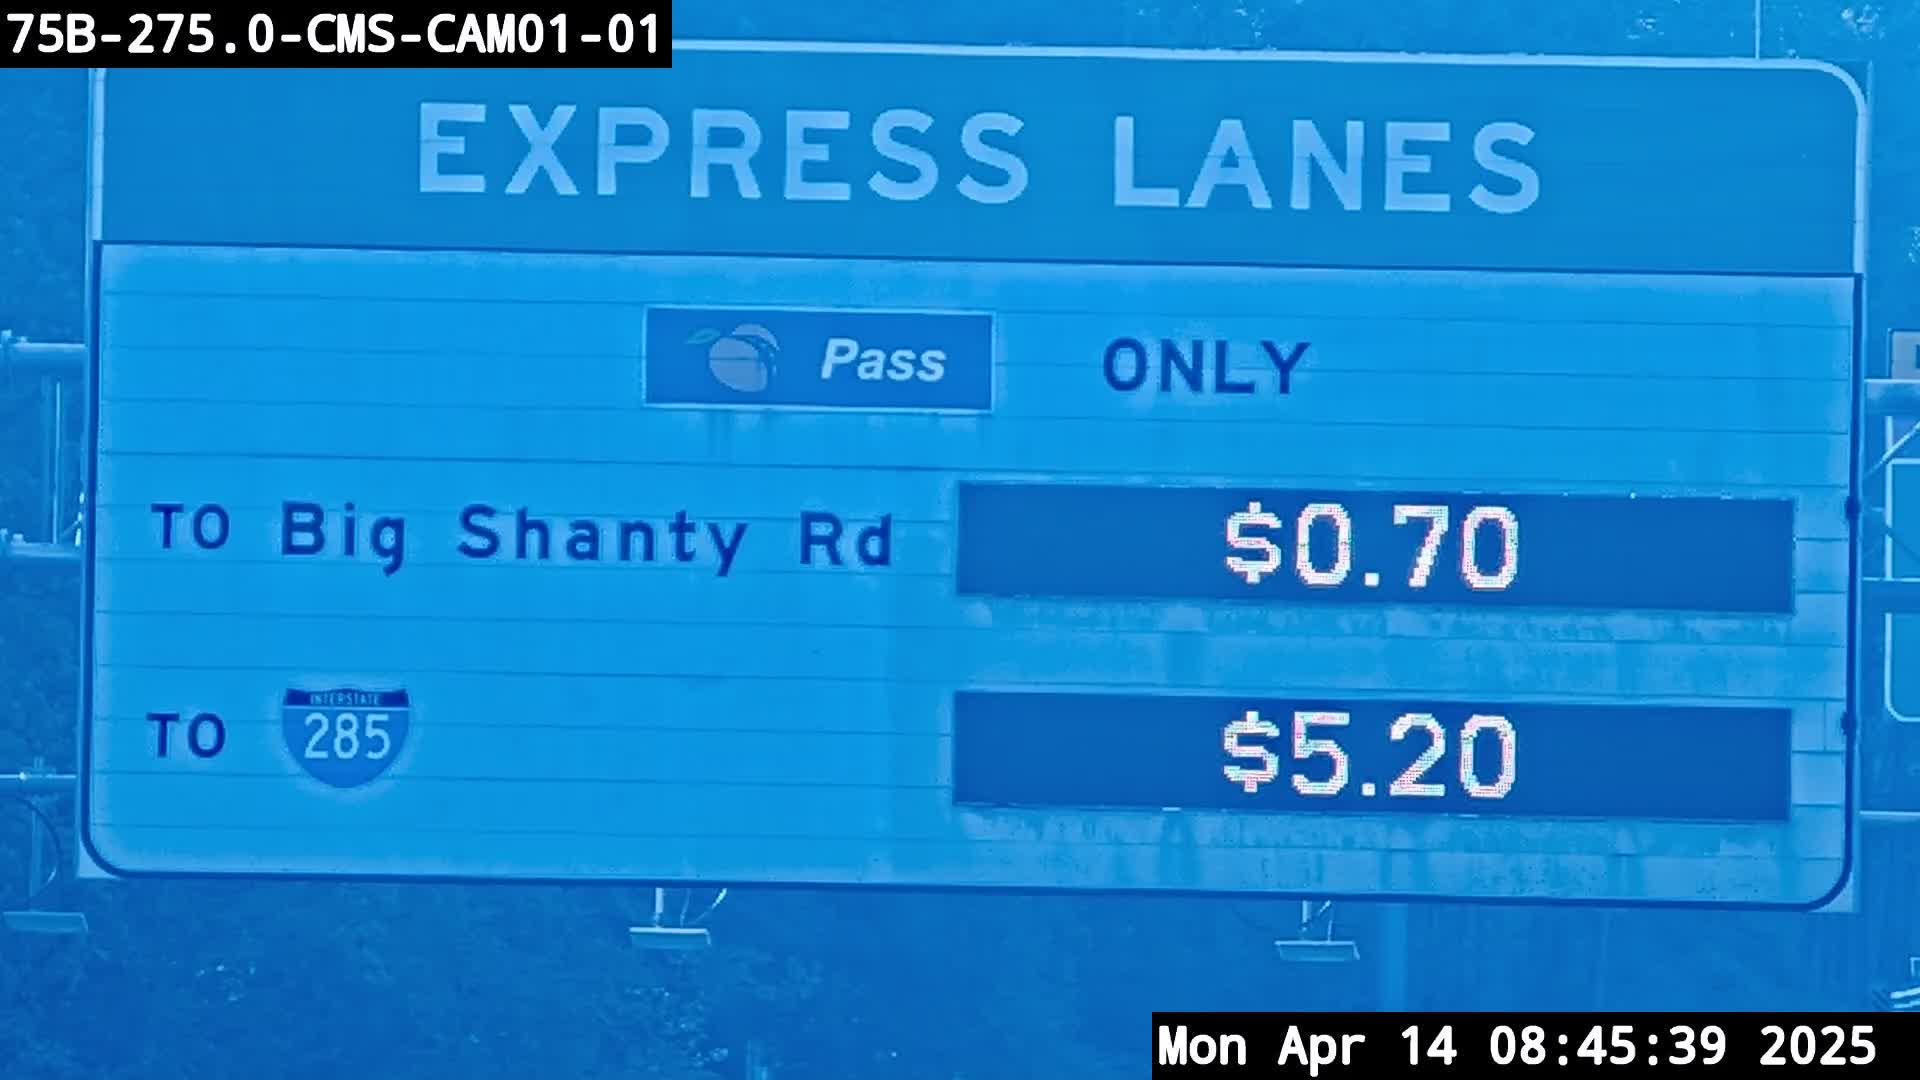 75B-275.0-CMS-CAM01-01
EXPRESS LANES
Pass ONLY
TO Big Shanty Rd $0.70
INTERSTATE
TO 285 $5.20
Mon Apr 14 08:45:39 2025